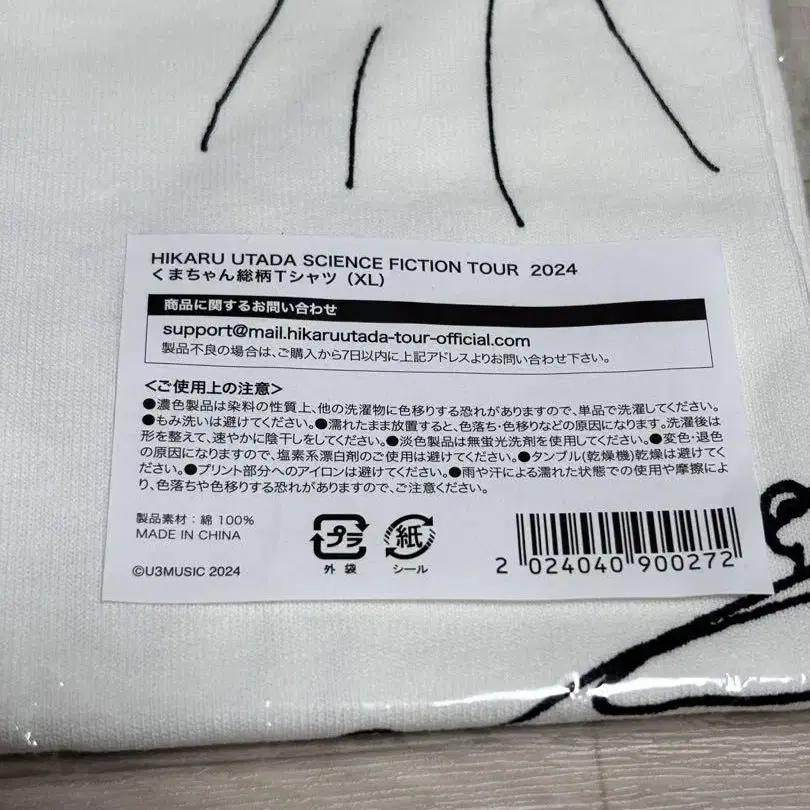 HIKARU UTADA SCIENCE FICTION TOUR 2024
くまちゃん総柄Tシャツ (XL)
商品に関するお問い合わせ
support@mail.hikaruutada-tour-official.com
製品不良の場合は、ご購入から7日以内に上記アドレスよりお問い合わせ下さい。
<ご使用上の注意>
●濃色製品は染料の性質上、他の洗濯物に色移りする恐れがありますので、単品で洗濯してください。
●もみ洗いは避けてください。●濡れたまま放置すると、色落ち・色移りなどの原因になります。洗濯後は
形を整えて、速やかに陰干しをしてください。●淡色製品は無蛍光洗剤を使用してください。●変色・退色
の原因になりますので、塩素系漂白剤のご使用は避けてください。●タンブル(乾燥機)乾燥は避けてく
ださい。●プリント部分へのアイロンは避けてください。●雨や汗による濡れた状態での使用や摩擦によ
り、色落ちや色移りする恐れがありますので、ご注意ください。
製品素材:綿 100%
MADE IN CHINA
©U3MUSIC 2024
プラ
外袋
紙
シール
2 024040 900272